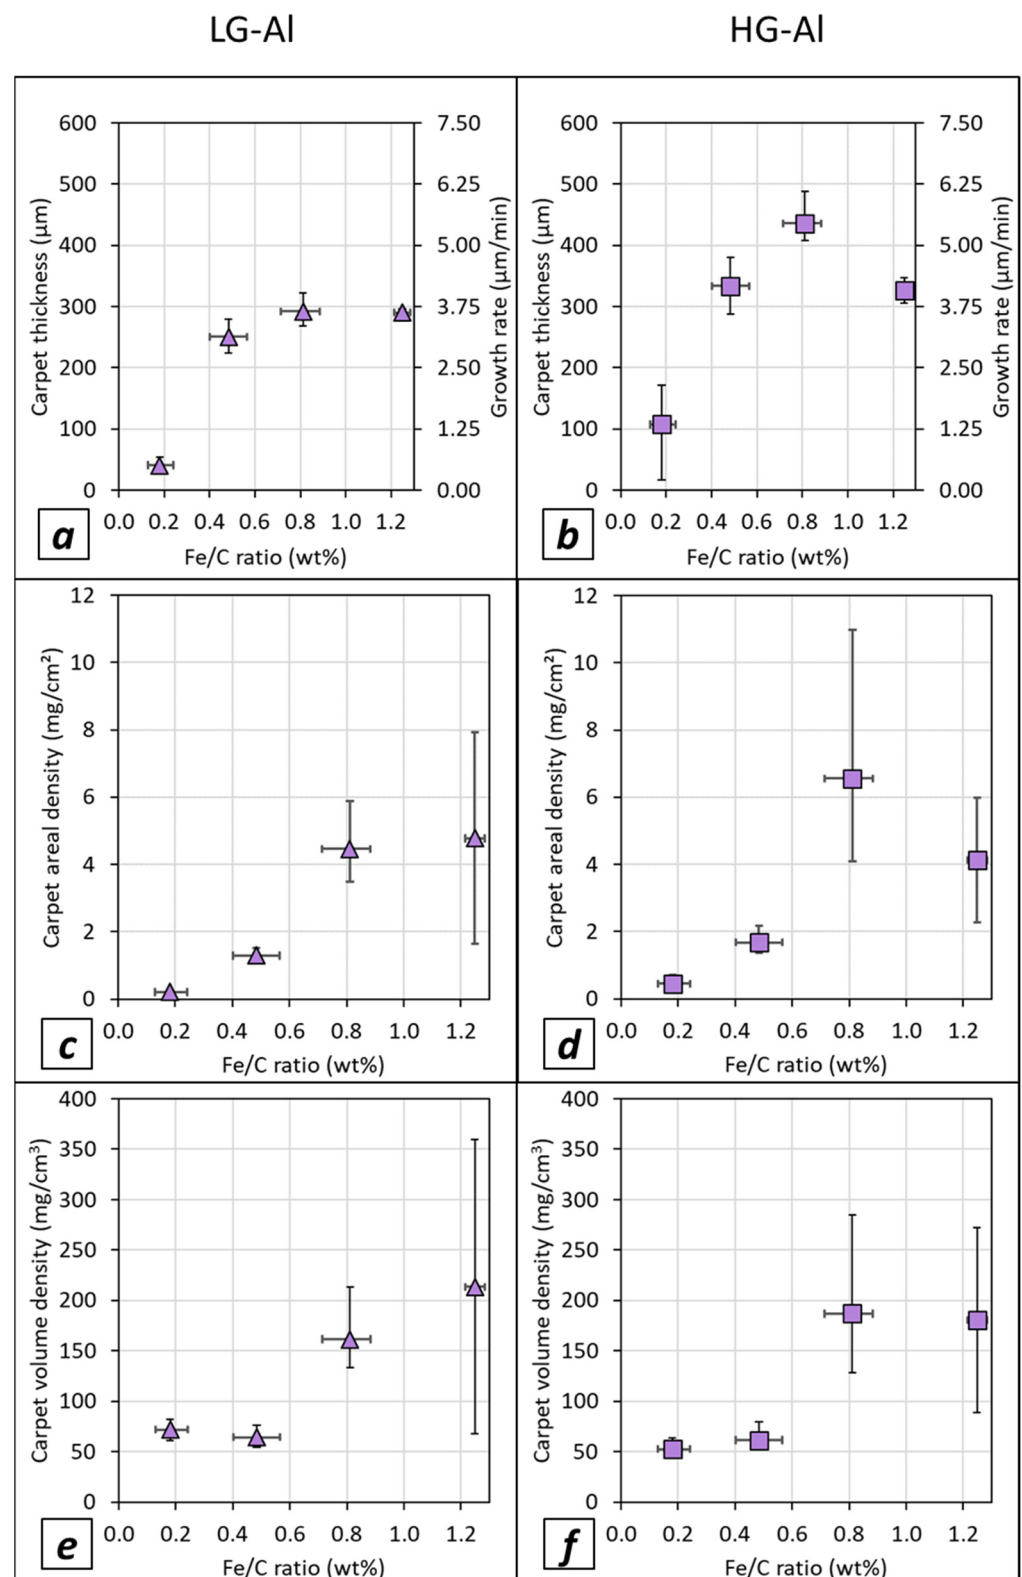 LG-Al
HG-Al
600
500
400
300
200
100
0
7.50
6.25
5.00
3.75
2.50
1.25
0.00
Carpet thickness (μm)
Growth rate (μm/min)
0.0 0.2 0.4 0.6 0.8 1.0 1.2
Fe/C ratio (wt%)
a
600
500
400
300
200
100
0
7.50
6.25
5.00
3.75
2.50
1.25
0.00
Carpet thickness (μm)
Growth rate (μm/min)
0.0 0.2 0.4 0.6 0.8 1.0 1.2
Fe/C ratio (wt%)
b
12
10
8
6
4
2
0
Carpet areal density (mg/cm²)
0.0 0.2 0.4 0.6 0.8 1.0 1.2
Fe/C ratio (wt%)
c
12
10
8
6
4
2
0
Carpet areal density (mg/cm²)
0.0 0.2 0.4 0.6 0.8 1.0 1.2
Fe/C ratio (wt%)
d
400
350
300
250
200
150
100
50
0
Carpet volume density (mg/cm³)
0.0 0.2 0.4 0.6 0.8 1.0 1.2
Fe/C ratio (wt%)
e
400
350
300
250
200
150
100
50
0
Carpet volume density (mg/cm³)
0.0 0.2 0.4 0.6 0.8 1.0 1.2
Fe/C ratio (wt%)
f